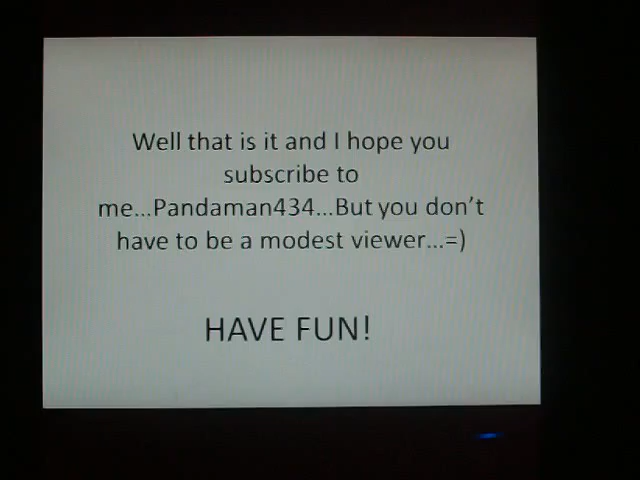 Well that is it and I hope you
subscribe to
me...Pandaman434...But you don't
have to be a modest viewer...=)
HAVE FUN!